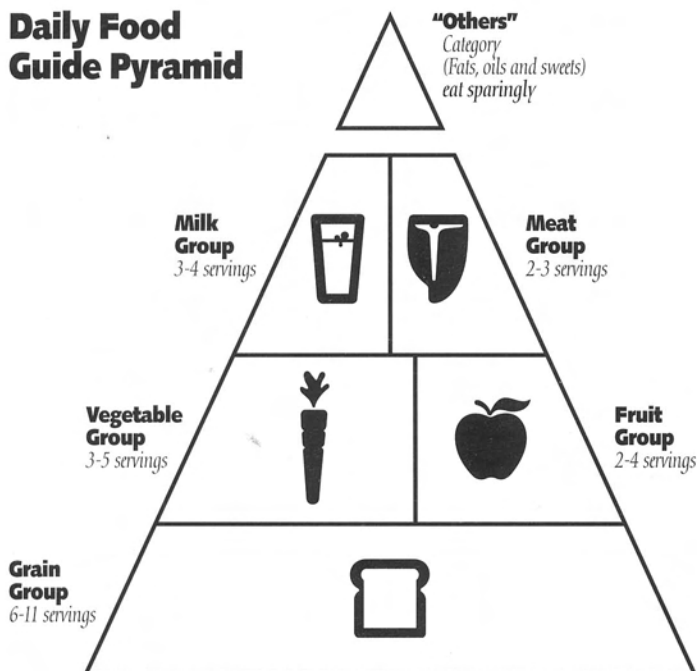 Daily Food
Guide Pyramid
“Others”
Category
(Fats, oils and sweets)
eat sparingly
Milk
Group
3-4 servings
Meat
Group
2-3 servings
Vegetable
Group
3-5 servings
Fruit
Group
2-4 servings
Grain
Group
6-11 servings